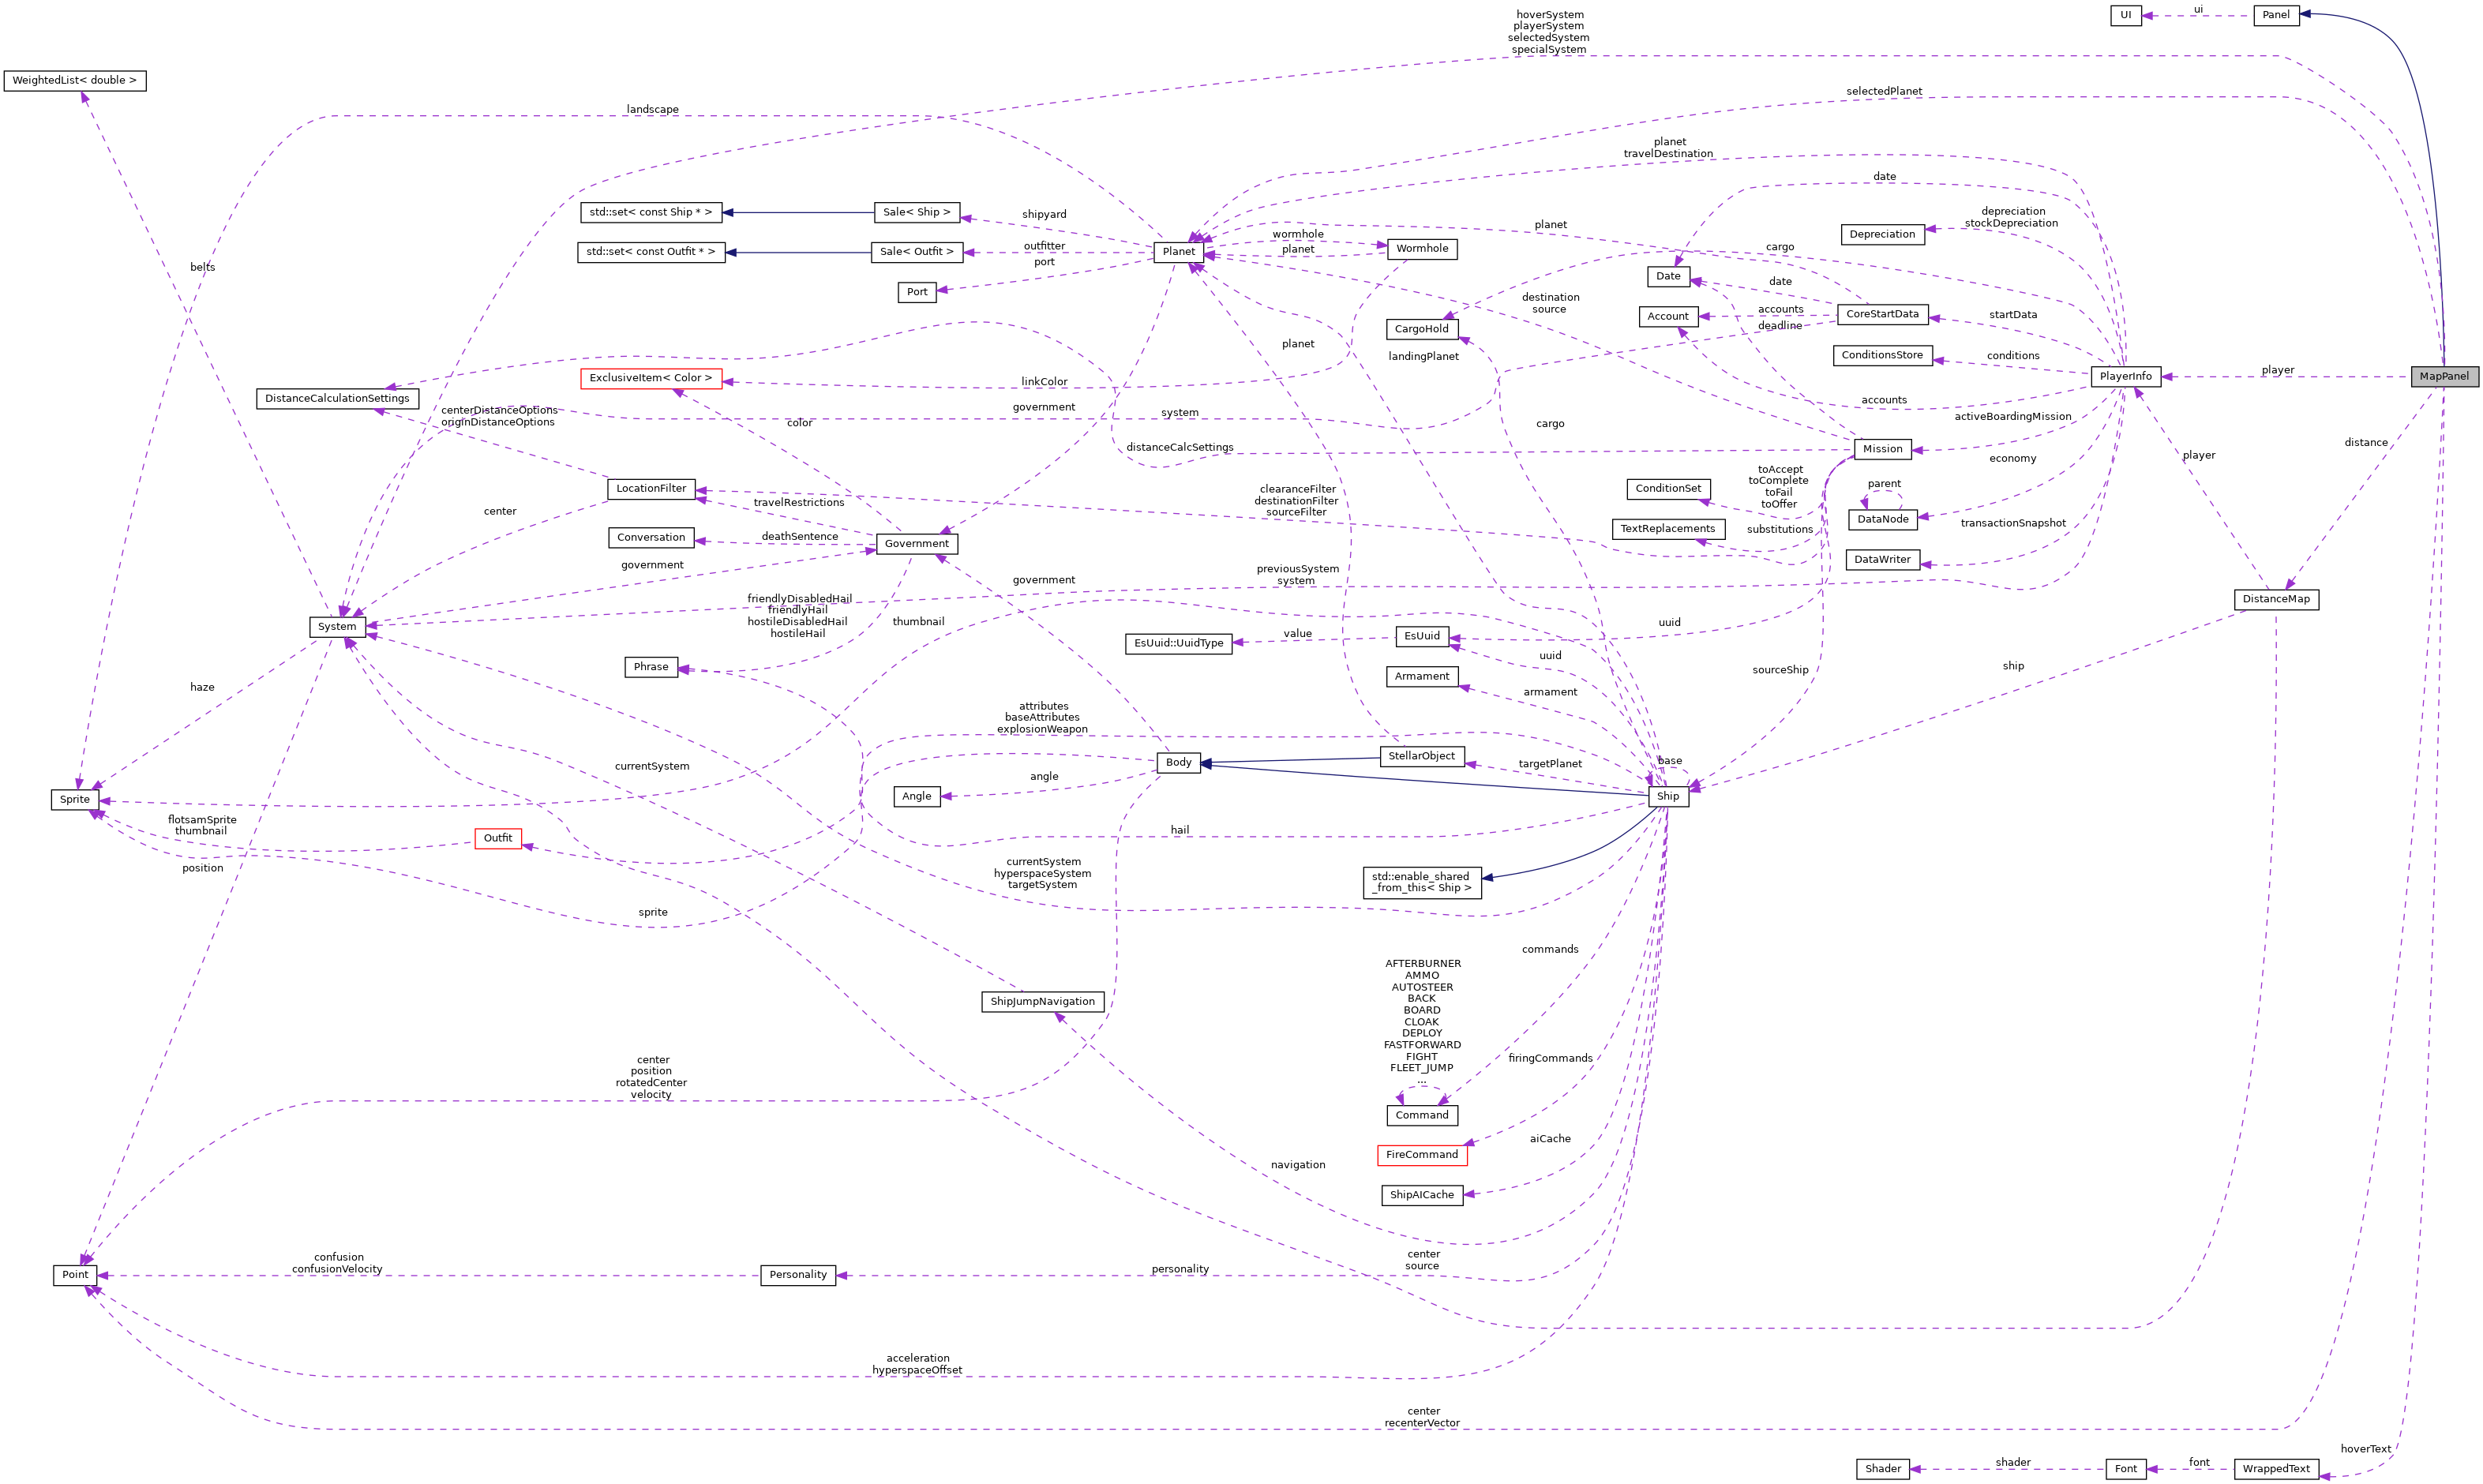 hoverSystem
playerSystem
selectedSystem
specialSystem
ui
UI
Panel
WeightedList< double >
landscape
selectedPlanet
planet
travelDestination
date
std::set< const Ship * >
Sale< Ship >
shipyard
depreciation
stockDepreciation
Depreciation
planet
wormhole
planet
Wormhole
cargo
std::set< const Outfit * >
Sale< Outfit >
outfitter
port
Planet
belts
Date
date
Port
destination
source
CargoHold
Account
accounts
CoreStartData
startData
deadline
planet
landingPlanet
ConditionsStore
conditions
ExclusiveItem< Color >
linkColor
PlayerInfo
player
MapPanel
DistanceCalculationSettings
centerDistanceOptions
originDistanceOptions
government
system
accounts
color
cargo
activeBoardingMission
distanceCalcSettings
Mission
distance
economy
player
LocationFilter
travelRestrictions
clearanceFilter
destinationFilter
sourceFilter
ConditionSet
toAccept
toComplete
toFail
toOffer
parent
DataNode
center
Conversation
deathSentence
Government
TextReplacements
substitutions
transactionSnapshot
DataWriter
government
government
previousSystem
system
friendlyDisabledHail
friendlyHail
hostileDisabledHail
hostileHail
thumbnail
DistanceMap
System
EsUuid::UuidType
value
EsUuid
uuid
uuid
Phrase
Armament
armament
sourceShip
ship
haze
attributes
baseAttributes
explosionWeapon
currentSystem
Body
StellarObject
targetPlanet
base
angle
Angle
Ship
Sprite
flotsamSprite
thumbnail
Outfit
hail
position
currentSystem
hyperspaceSystem
targetSystem
std::enable_shared
_from_this< Ship >
sprite
commands
AFTERBURNER
AMMO
AUTOSTEER
BACK
BOARD
CLOAK
DEPLOY
FASTFORWARD
FIGHT
FLEET_JUMP
...
ShipJumpNavigation
center
position
rotatedCenter
velocity
firingCommands
Command
aiCache
FireCommand
navigation
ShipAICache
confusion
confusionVelocity
center
source
Point
Personality
personality
acceleration
hyperspaceOffset
center
recenterVector
hoverText
Shader
shader
Font
font
WrappedText